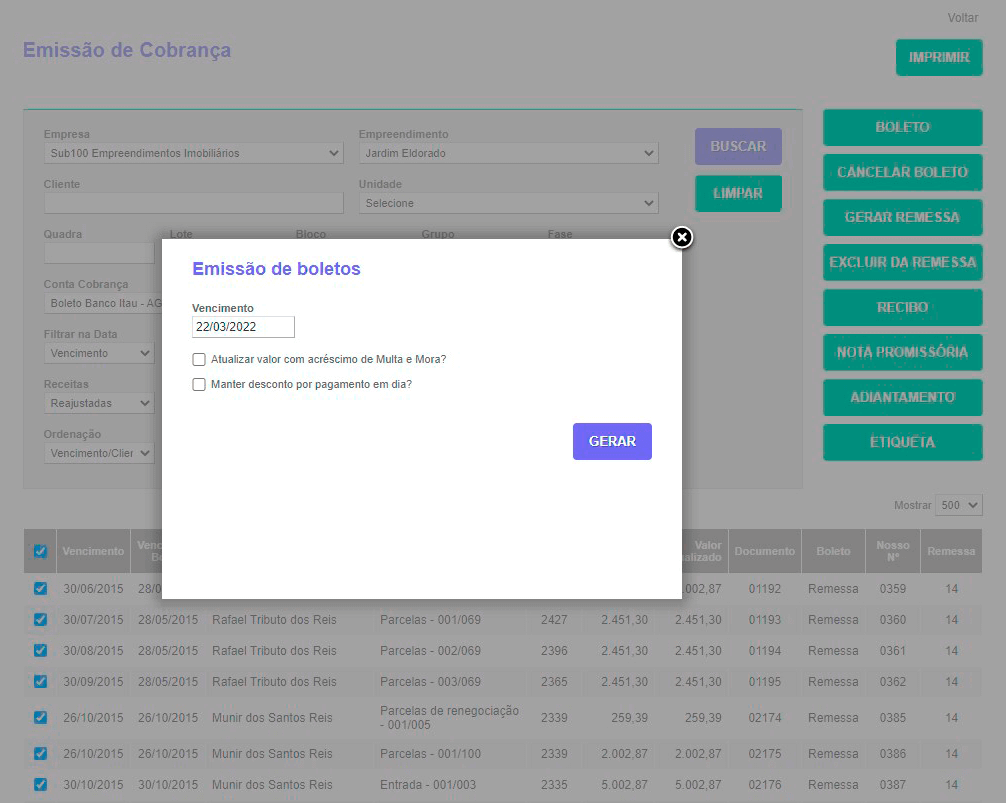 Voltar
Emissão de Cobrança
IMPRIMIR
Empresa
Empreendimento
Sub100 Empreendimentos Imobiliários
Jardim Eldorado
BUSCAR
Cliente
Unidade
Selecione
LIMPAR
Quadra Lote Bloco Grupo Fase
Conta Cobrança
Boleto Banco Itau - AG
Filtrar na Data
Vencimento
Receitas
Reajustadas
Ordenação
Vencimento/Clier
BOLETO
CANCELAR BOLETO
GERAR REMESSA
EXCLUIR DA REMESSA
RECIBO
NOTA PROMISSÓRIA
ADIANTAMENTO
ETIQUETA
Emissão de boletos
Vencimento
22/03/2022
Atualizar valor com acréscimo de Multa e Mora?
Manter desconto por pagamento em dia?
GERAR
Mostrar 500
Vencimento Valor Documento Boleto Nosso Nº Remessa
30/06/2015 01192 Remessa 0359 14
30/07/2015 28/05/2015 Rafael Tributo dos Reis Parcelas - 001/069 2427 2.451,30 2.451,30 01193 Remessa 0360 14
30/08/2015 28/05/2015 Rafael Tributo dos Reis Parcelas - 002/069 2396 2.451,30 2.451,30 01194 Remessa 0361 14
30/09/2015 28/05/2015 Rafael Tributo dos Reis Parcelas - 003/069 2365 2.451,30 2.451,30 01195 Remessa 0362 14
26/10/2015 26/10/2015 Munir dos Santos Reis Parcelas de renegociação - 001/005 2339 259,39 259,39 02174 Remessa 0385 14
26/10/2015 26/10/2015 Munir dos Santos Reis Parcelas - 001/100 2339 2.002,87 2.002,87 02175 Remessa 0386 14
30/10/2015 30/10/2015 Munir dos Santos Reis Entrada - 001/003 2335 5.002,87 5.002,87 02176 Remessa 0387 14